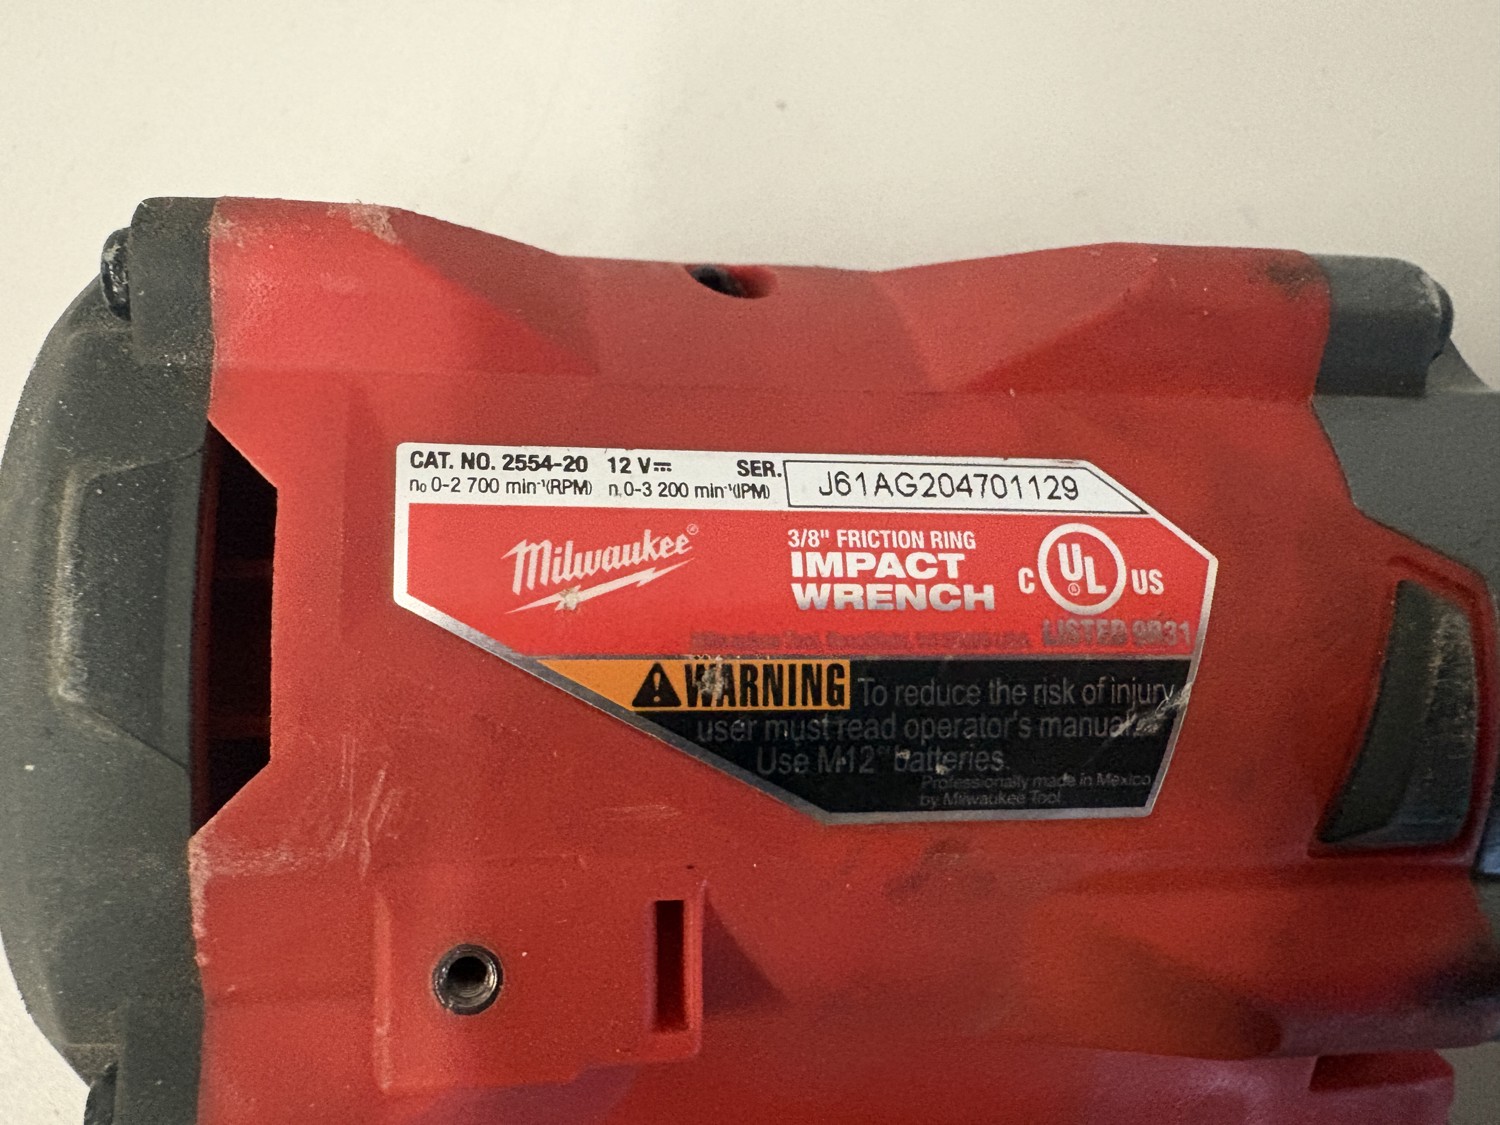 CAT. NO. 2554-20 12 V⎓ SER. J61AG204701129
n₀ 0-2 700 min⁻¹(RPM) n 0-3 200 min⁻¹(IPM)
Milwaukee®
3/8" FRICTION RING
IMPACT
WRENCH
C UL® US
LISTED 9D31
⚠WARNING To reduce the risk of injury,
user must read operator's manual.
Use M12™ batteries.
Professionally made in Mexico
by Milwaukee Tool